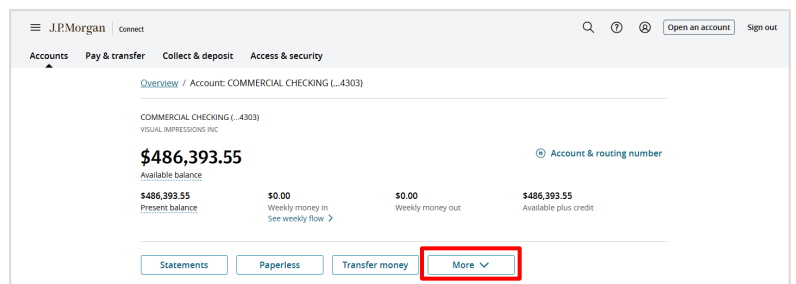 J.P.Morgan Connect Open an account Sign out
Accounts Pay & transfer Collect & deposit Access & security
Overview / Account: COMMERCIAL CHECKING (...4303)
COMMERCIAL CHECKING (...4303)
VISUAL IMPRESSIONS INC
$486,393.55
Account & routing number
Available balance
$486,393.55 $0.00 $0.00 $486,393.55
Present balance Weekly money in Weekly money out Available plus credit
See weekly flow
Statements Paperless Transfer money More